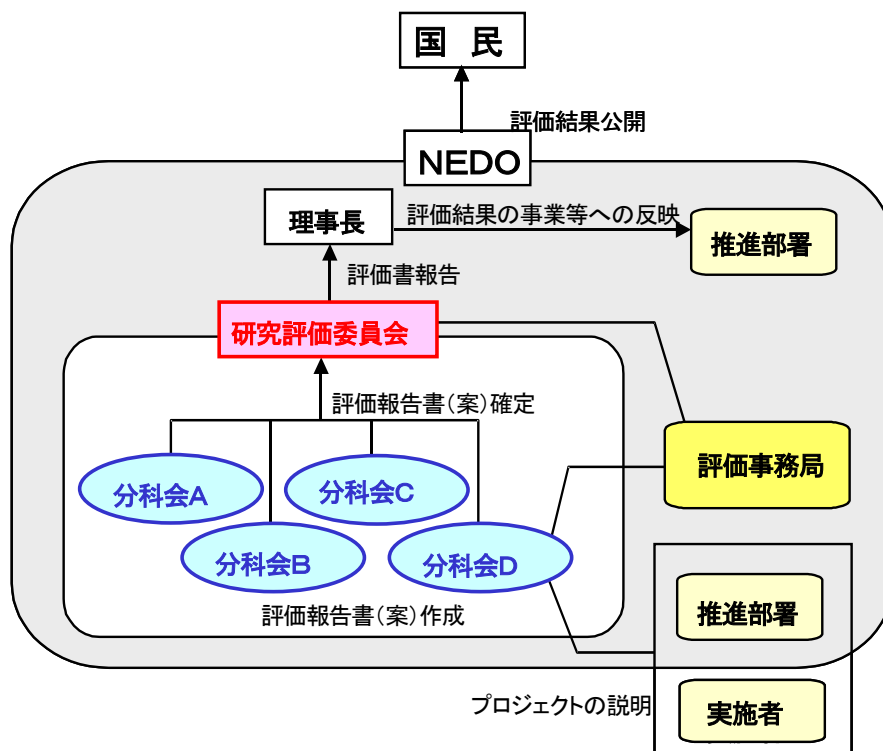 国 民
評価結果公開
NEDO
理事長
評価結果の事業等への反映
推進部署
評価書報告
研究評価委員会
評価報告書(案)確定
評価事務局
分科会A
分科会C
分科会B
分科会D
評価報告書(案)作成
推進部署
プロジェクトの説明
実施者